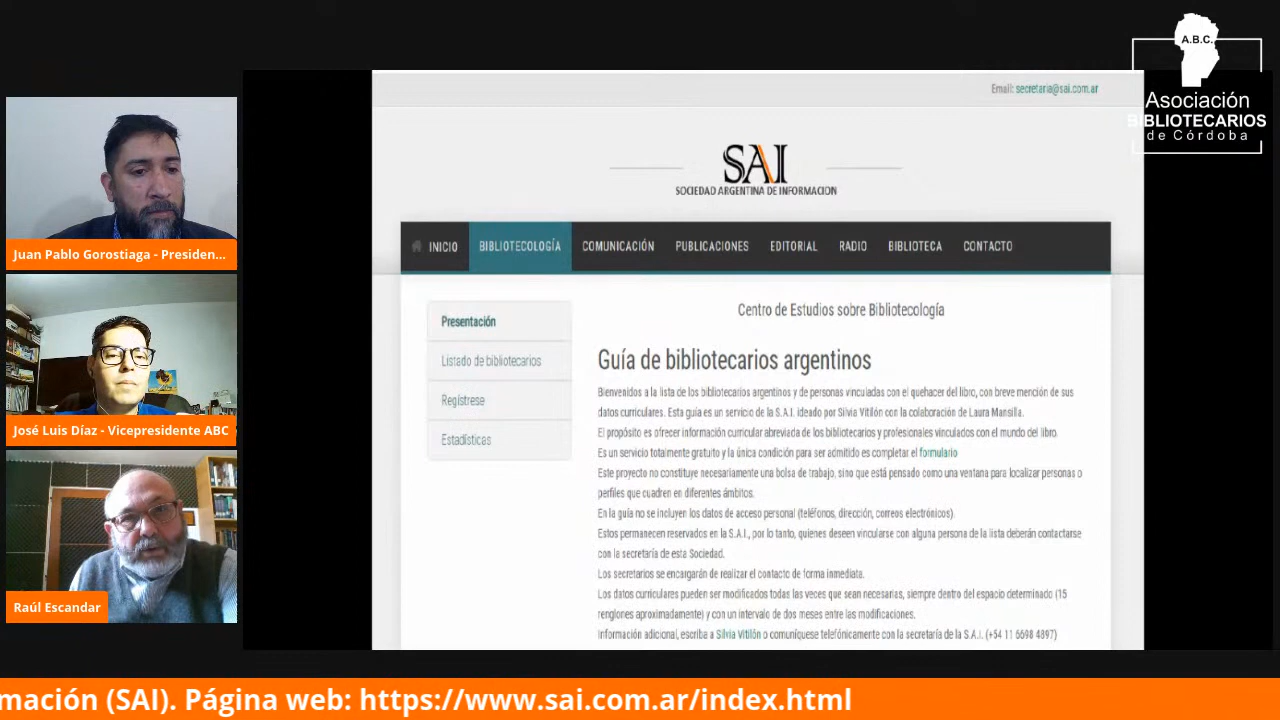 A.B.C.
Asociación
BIBLIOTECARIOS
de Córdoba
Email: secretaria@sai.com.ar
SAI
SOCIEDAD ARGENTINA DE INFORMACION
INICIO BIBLIOTECOLOGÍA COMUNICACIÓN PUBLICACIONES EDITORIAL RADIO BIBLIOTECA CONTACTO
Presentación
Listado de bibliotecarios
Regístrese
Estadísticas
Centro de Estudios sobre Bibliotecología
Guía de bibliotecarios argentinos
Bienvenidos a la lista de los bibliotecarios argentinos y de personas vinculadas con el quehacer del libro, con breve mención de sus
datos curriculares. Esta guía es un servicio de la S.A.I. ideado por Silvia Vitilón con la colaboración de Laura Mansilla.
El propósito es ofrecer información curricular abreviada de los bibliotecarios y profesionales vinculados con el mundo del libro.
Es un servicio totalmente gratuito y la única condición para ser admitido es completar el formulario
Este proyecto no constituye necesariamente una bolsa de trabajo, sino que está pensado como una ventana para localizar personas o
perfiles que cuadren en diferentes ámbitos.
En la guía no se incluyen los datos de acceso personal (teléfonos, dirección, correos electrónicos).
Estos permanecen reservados en la S.A.I., por lo tanto, quienes deseen vincularse con alguna persona de la lista deberán contactarse
con la secretaría de esta Sociedad.
Los secretarios se encargarán de realizar el contacto de forma inmediata.
Los datos curriculares pueden ser modificados todas las veces que sean necesarias, siempre dentro del espacio determinado (15
renglones aproximadamente) y con un intervalo de dos meses entre las modificaciones.
Información adicional, escriba a Silvia Vitilón o comuníquese telefónicamente con la secretaría de la S.A.I. (+54 11 6698 4897)
Juan Pablo Gorostiaga - Presiden...
José Luis Díaz - Vicepresidente ABC
Raúl Escandar
mación (SAI). Página web: https://www.sai.com.ar/index.html